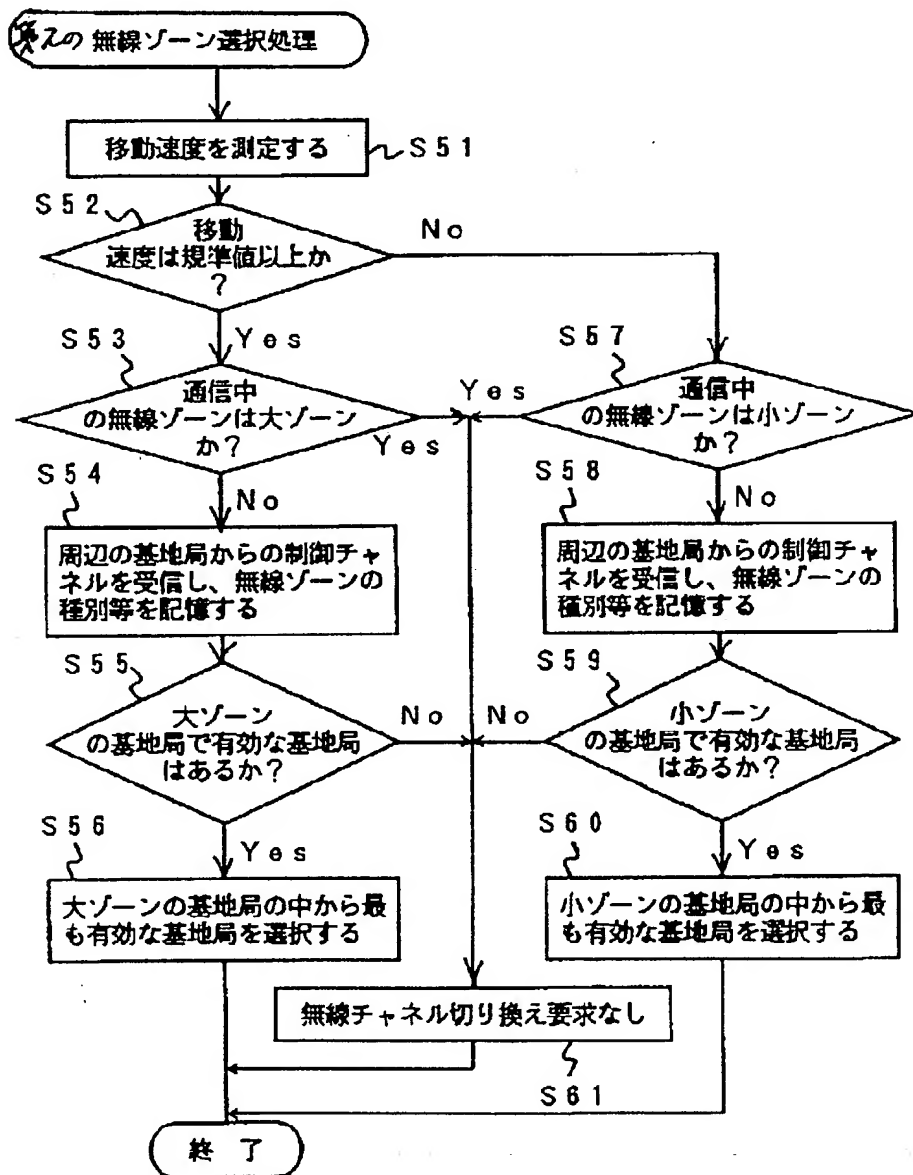 の無線ゾーン選択処理
移動速度を測定する
S51
S52
移動
速度は規準値以上か
?
No
Yes
S53
通信中
の無線ゾーンは大ゾーン
か?
Yes
S57
通信中
の無線ゾーンは小ゾーン
か?
Yes
S54
No
周辺の基地局からの制御チャ
ネルを受信し、無線ゾーンの
種別等を記憶する
S58
No
周辺の基地局からの制御チャ
ネルを受信し、無線ゾーンの
種別等を記憶する
S55
大ゾーン
の基地局で有効な基地局
はあるか?
No
S59
小ゾーン
の基地局で有効な基地局
はあるか?
No
S56
Yes
大ゾーンの基地局の中から最
も有効な基地局を選択する
S60
Yes
小ゾーンの基地局の中から最
も有効な基地局を選択する
無線チャネル切り換え要求なし
S61
終了